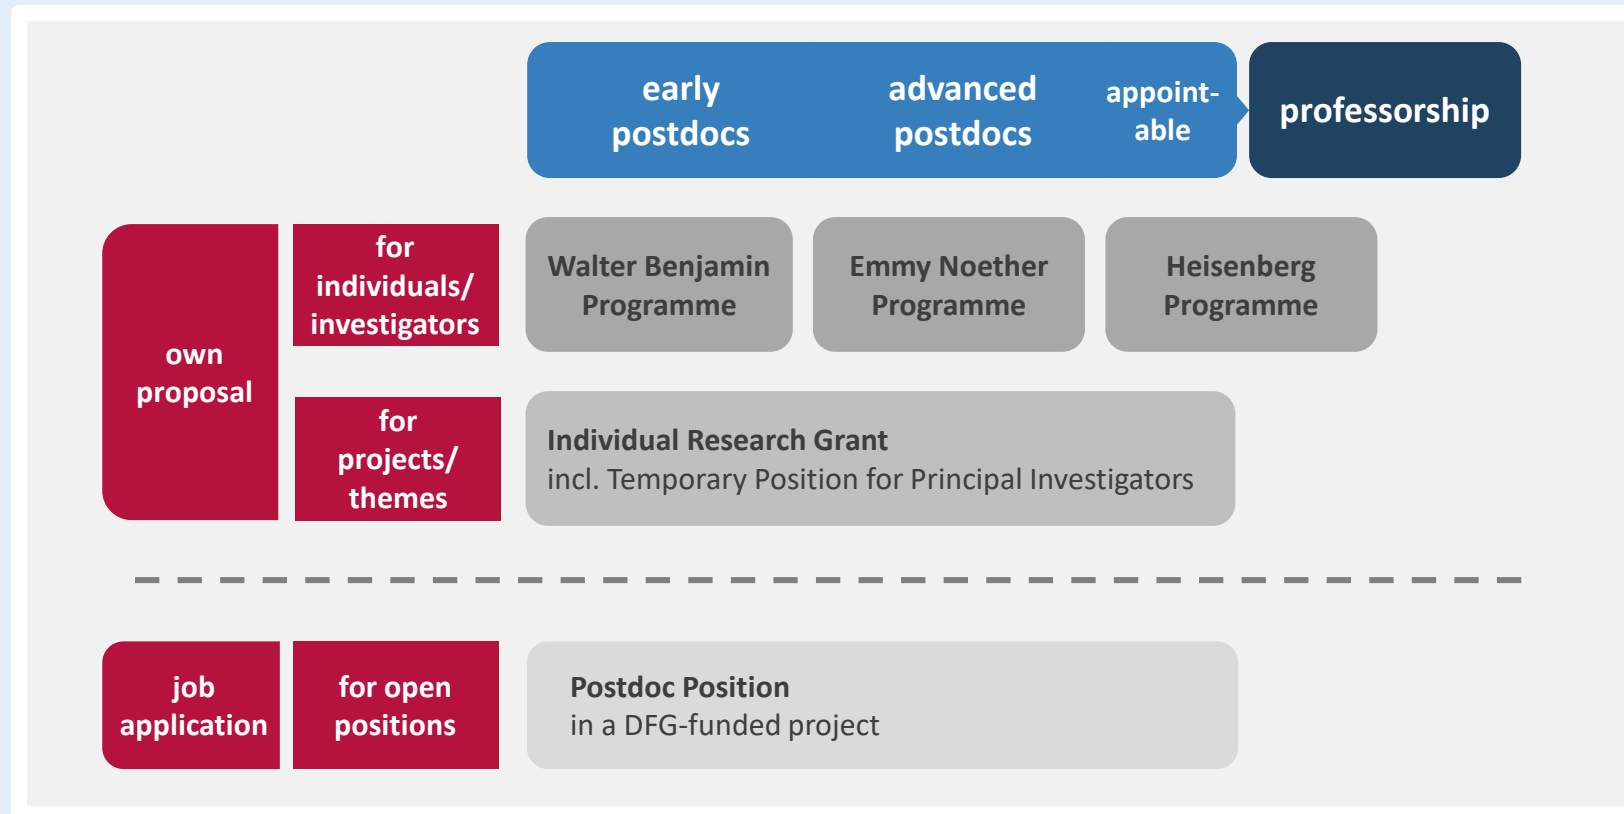 early
postdocs
advanced
postdocs
appoint-
able
professorship
own
proposal
for
individuals/
investigators
Walter Benjamin
Programme
Emmy Noether
Programme
Heisenberg
Programme
for
projects/
themes
Individual Research Grant
incl. Temporary Position for Principal Investigators
job
application
for open
positions
Postdoc Position
in a DFG-funded project